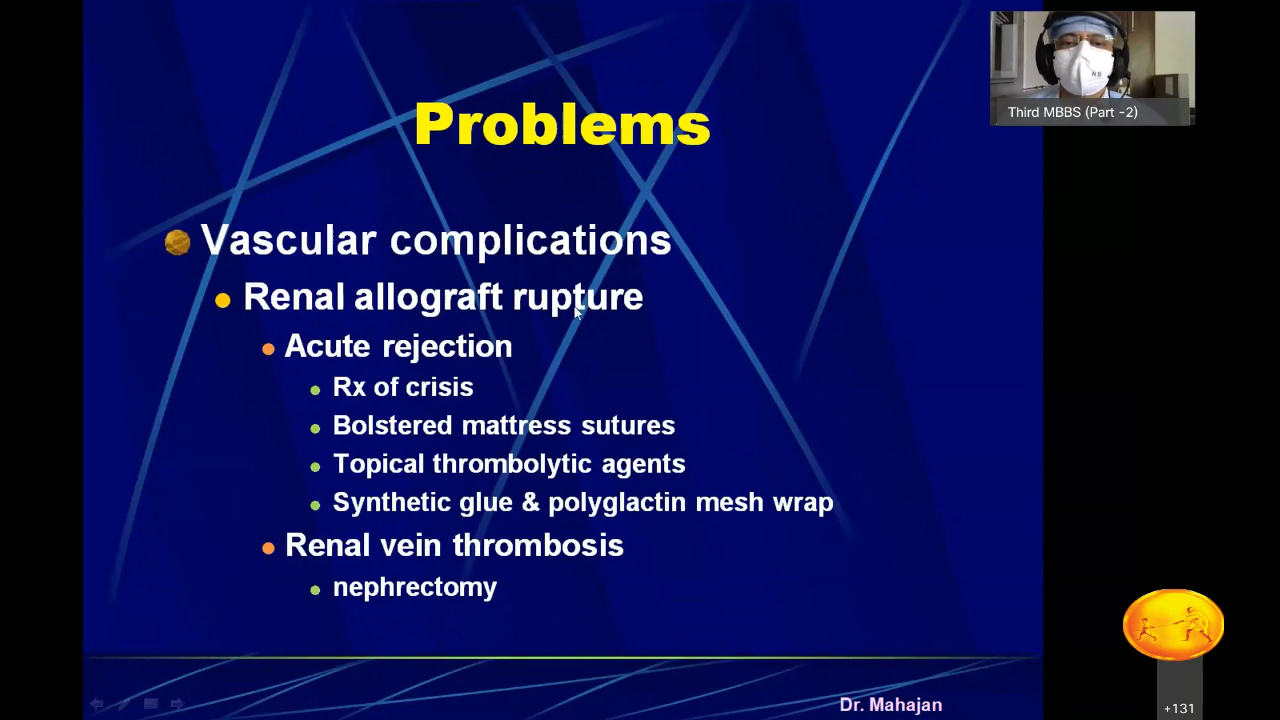 Problems
Vascular complications
Renal allograft rupture
Acute rejection
Rx of crisis
Bolstered mattress sutures
Topical thrombolytic agents
Synthetic glue & polyglactin mesh wrap
Renal vein thrombosis
nephrectomy
Dr. Mahajan
Third MBBS (Part -2)
+131